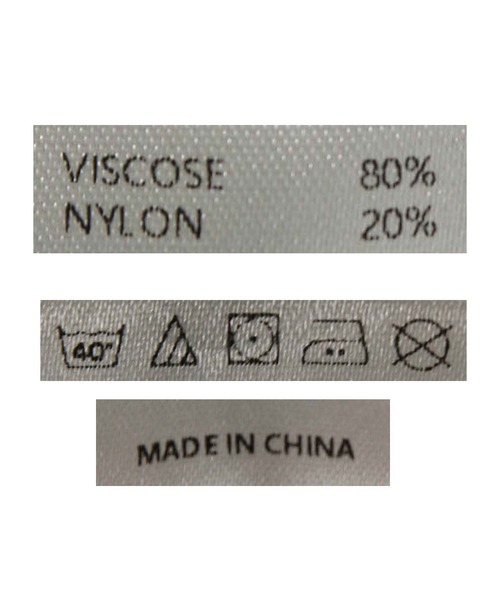 VISCOSE 80%
NYLON 20%
40°
MADE IN CHINA